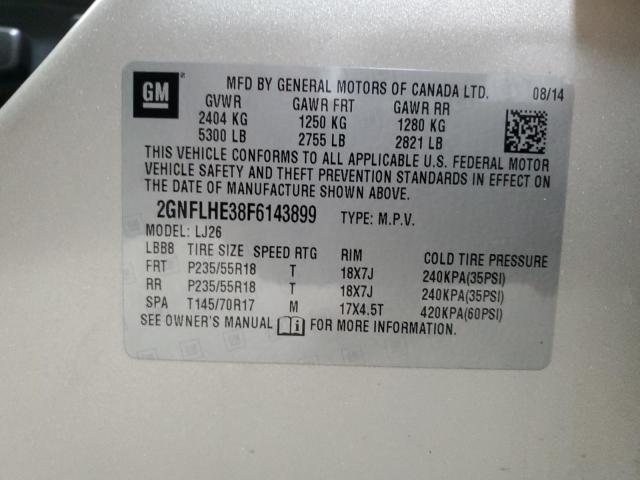 GM
MFD BY GENERAL MOTORS OF CANADA LTD. 08/14
GVWR GAWR FRT GAWR RR
2404 KG 1250 KG 1280 KG
5300 LB 2755 LB 2821 LB
THIS VEHICLE CONFORMS TO ALL APPLICABLE U.S. FEDERAL MOTOR
VEHICLE SAFETY AND THEFT PREVENTION STANDARDS IN EFFECT ON
THE DATE OF MANUFACTURE SHOWN ABOVE.
2GNFLHE38F6143899 TYPE: M.P.V.
MODEL: LJ26
LBB8 TIRE SIZE SPEED RTG RIM COLD TIRE PRESSURE
FRT P235/55R18 T 18X7J 240KPA(35PSI)
RR P235/55R18 T 18X7J 240KPA(35PSI)
SPA T145/70R17 M 17X4.5T 420KPA(60PSI)
SEE OWNER'S MANUAL i FOR MORE INFORMATION.